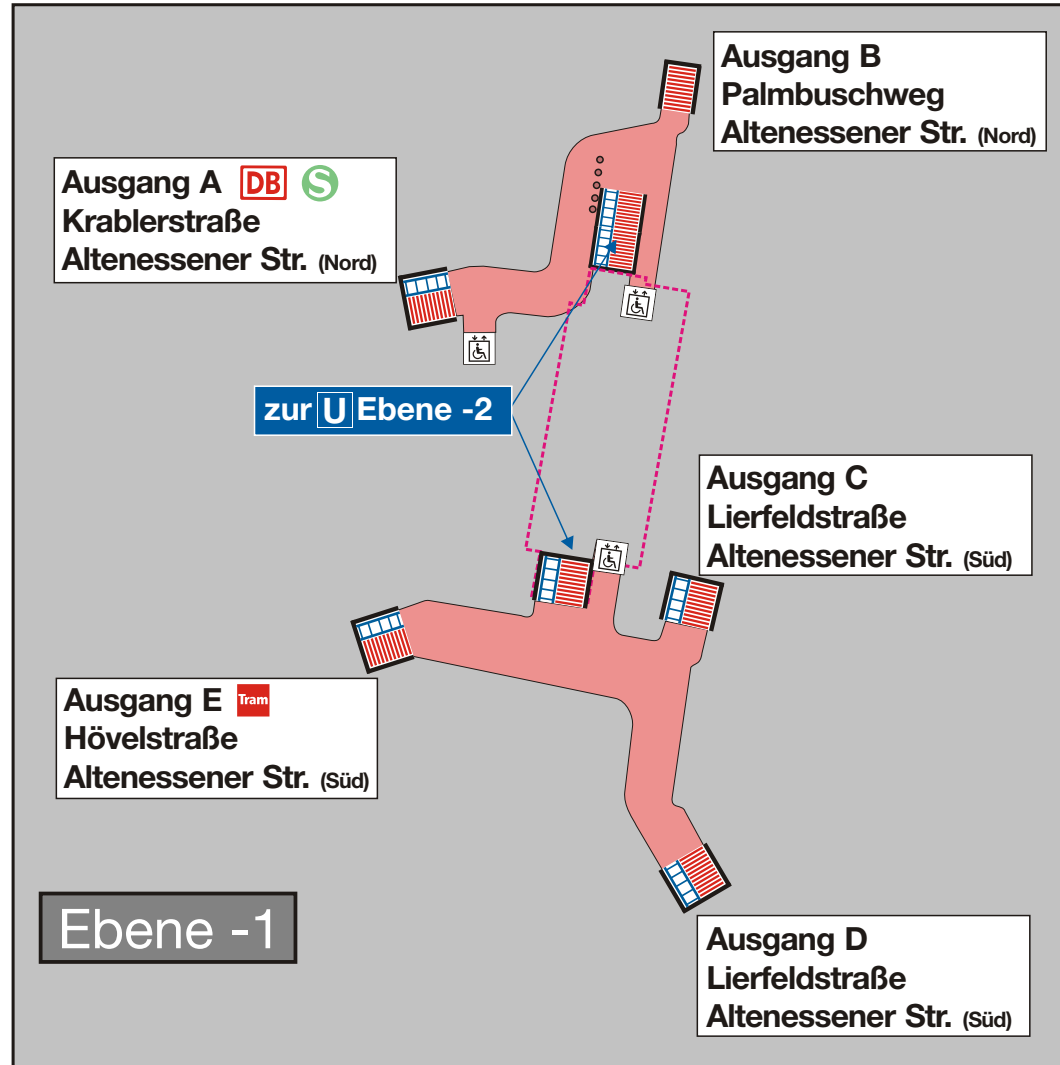 Ausgang B
Palmbuschweg
Altenessener Str. (Nord)
Ausgang A DB S
Krablerstraße
Altenessener Str. (Nord)
zur U Ebene -2
Ausgang C
Lierfeldstraße
Altenessener Str. (Süd)
Ausgang E Tram
Hövelstraße
Altenessener Str. (Süd)
Ebene -1
Ausgang D
Lierfeldstraße
Altenessener Str. (Süd)